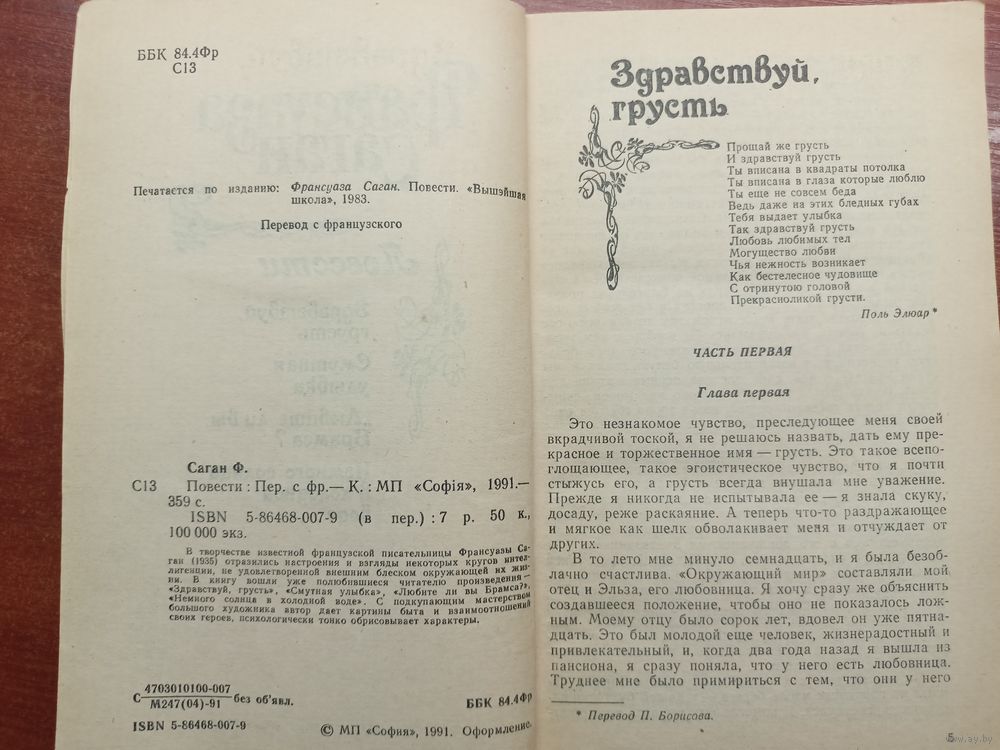 ББК 84.4Фр
С13
Печатается по изданию: Франсуаза Саган. Повести. «Вышэйшая
школа», 1983.
Перевод с французского
Саган Ф.
С13 Повести : Пер. с фр.— К. : МП «Софія», 1991.—
359 с.
ISBN 5-86468-007-9 (в пер.) : 7 р. 50 к.,
100 000 экз.
В творчестве известной французской писательницы Франсуазы Са-
ган (1935) отразились настроения и взгляды некоторых кругов интел-
лигенции, не удовлетворенной внешним блеском окружающей их жиз-
ни. В книгу вошли уже полюбившиеся читателю произведения —
«Здравствуй, грусть», «Смутная улыбка», «Любите ли вы Брамса?»,
«Немного солнца в холодной воде». С подкупающим мастерством
большого художника автор дает картины быта и взаимоотношений
своих героев, психологически тонко обрисовывает характеры.
С 4703010100-007
М247(04)-91 без об'явл.
ББК 84.4Фр
ISBN 5-86468-007-9
© МП «София», 1991. Оформление.
Здравствуй,
грусть
Прощай же грусть
И здравствуй грусть
Ты вписана в квадраты потолка
Ты вписана в глаза которые люблю
Ты еще не совсем беда
Ведь даже на этих бледных губах
Тебя выдает улыбка
Так здравствуй грусть
Любовь любимых тел
Могущество любви
Чья нежность возникает
Как бестелесное чудовище
С отринутою головой
Прекрасноликой грусти.
Поль Элюар *
ЧАСТЬ ПЕРВАЯ
Глава первая
Это незнакомое чувство, преследующее меня своей
вкрадчивой тоской, я не решаюсь назвать, дать ему пре-
красное и торжественное имя — грусть. Это такое всепо-
глощающее, такое эгоистическое чувство, что я почти
стыжусь его, а грусть всегда внушала мне уважение.
Прежде я никогда не испытывала ее — я знала скуку,
досаду, реже раскаяние. А теперь что-то раздражающее
и мягкое как шелк обволакивает меня и отчуждает от
других.
В то лето мне минуло семнадцать, и я была безоб-
лачно счастлива. «Окружающий мир» составляли мой
отец и Эльза, его любовница. Я хочу сразу же объяснить
создавшееся положение, чтобы оно не показалось лож-
ным. Моему отцу было сорок лет, вдовел он уже пятна-
дцать. Это был молодой еще человек, жизнерадостный и
привлекательный, и, когда два года назад я вышла из
пансиона, я сразу поняла, что у него есть любовница.
Труднее мне было примириться с тем, что они у него
* Перевод П. Борисова.
5
www.ay.by